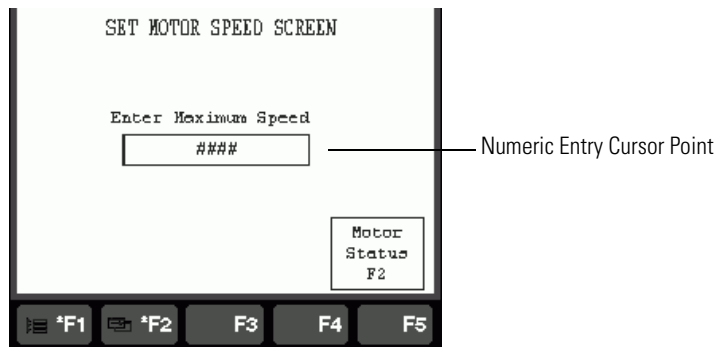 SET MOTOR SPEED SCREEN
Enter Maximum Speed
####
Numeric Entry Cursor Point
Motor
Status
F2
*F1 *F2 F3 F4 F5